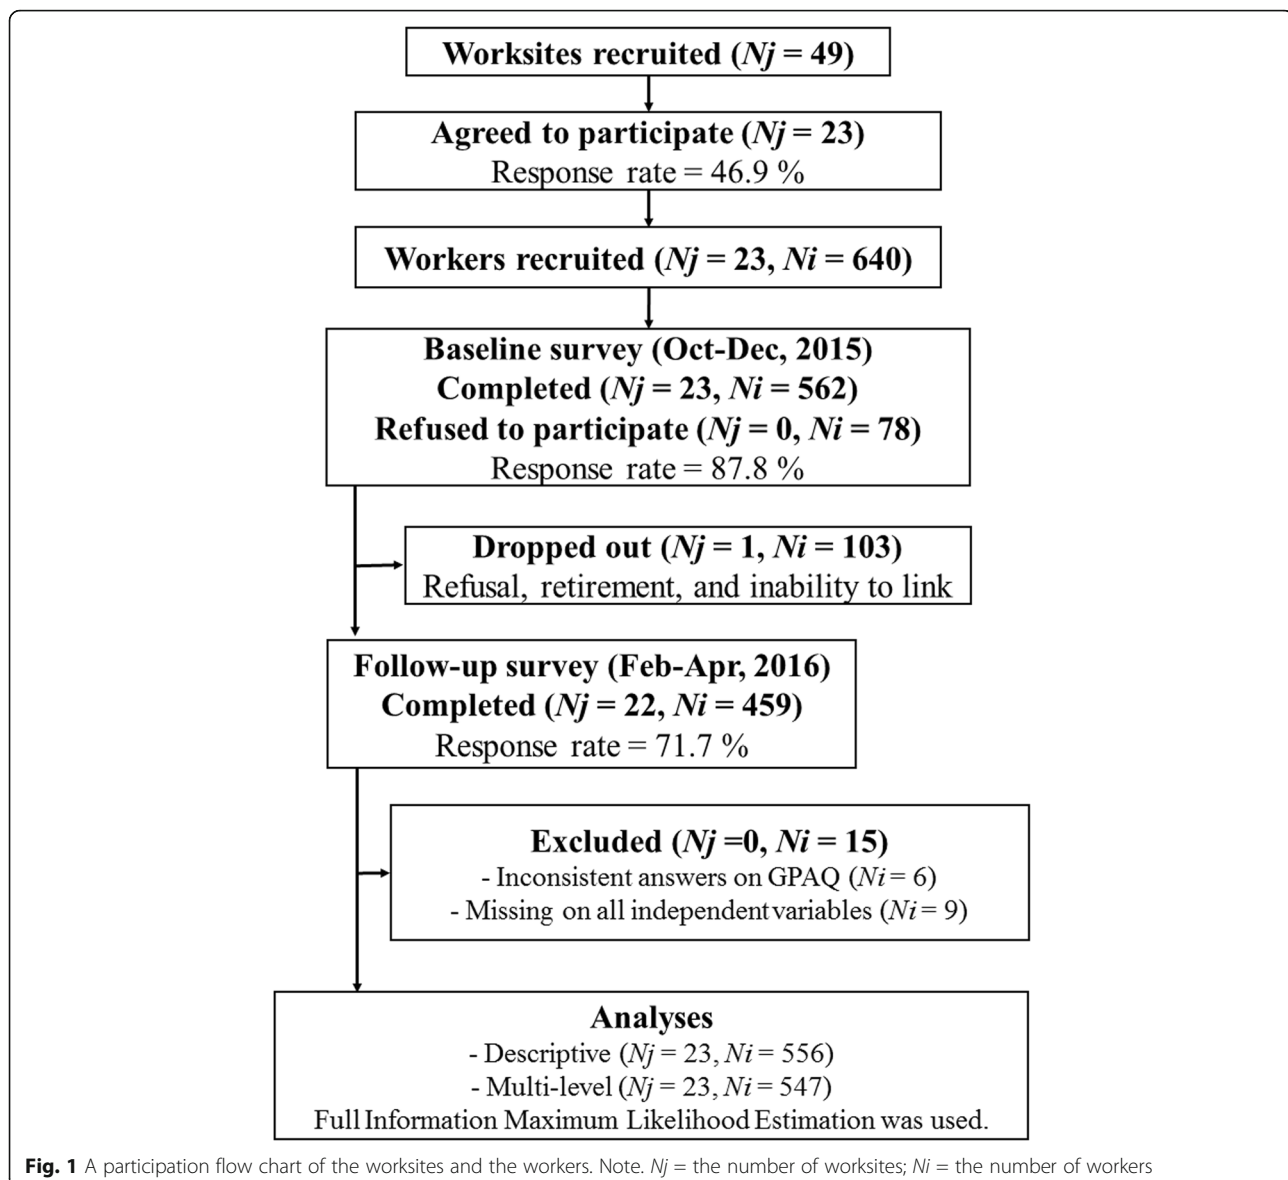 Worksites recruited (Nj = 49)
Agreed to participate (Nj = 23)
Response rate = 46.9 %
Workers recruited (Nj = 23, Ni = 640)
Baseline survey (Oct-Dec, 2015)
Completed (Nj = 23, Ni = 562)
Refused to participate (Nj = 0, Ni = 78)
Response rate = 87.8 %
Dropped out (Nj = 1, Ni = 103)
Refusal, retirement, and inability to link
Follow-up survey (Feb-Apr, 2016)
Completed (Nj = 22, Ni = 459)
Response rate = 71.7 %
Excluded (Nj =0, Ni = 15)
- Inconsistent answers on GPAQ (Ni = 6)
- Missing on all independent variables (Ni = 9)
Analyses
- Descriptive (Nj = 23, Ni = 556)
- Multi-level (Nj = 23, Ni = 547)
Full Information Maximum Likelihood Estimation was used.
Fig. 1 A participation flow chart of the worksites and the workers. Note. Nj = the number of worksites; Ni = the number of workers